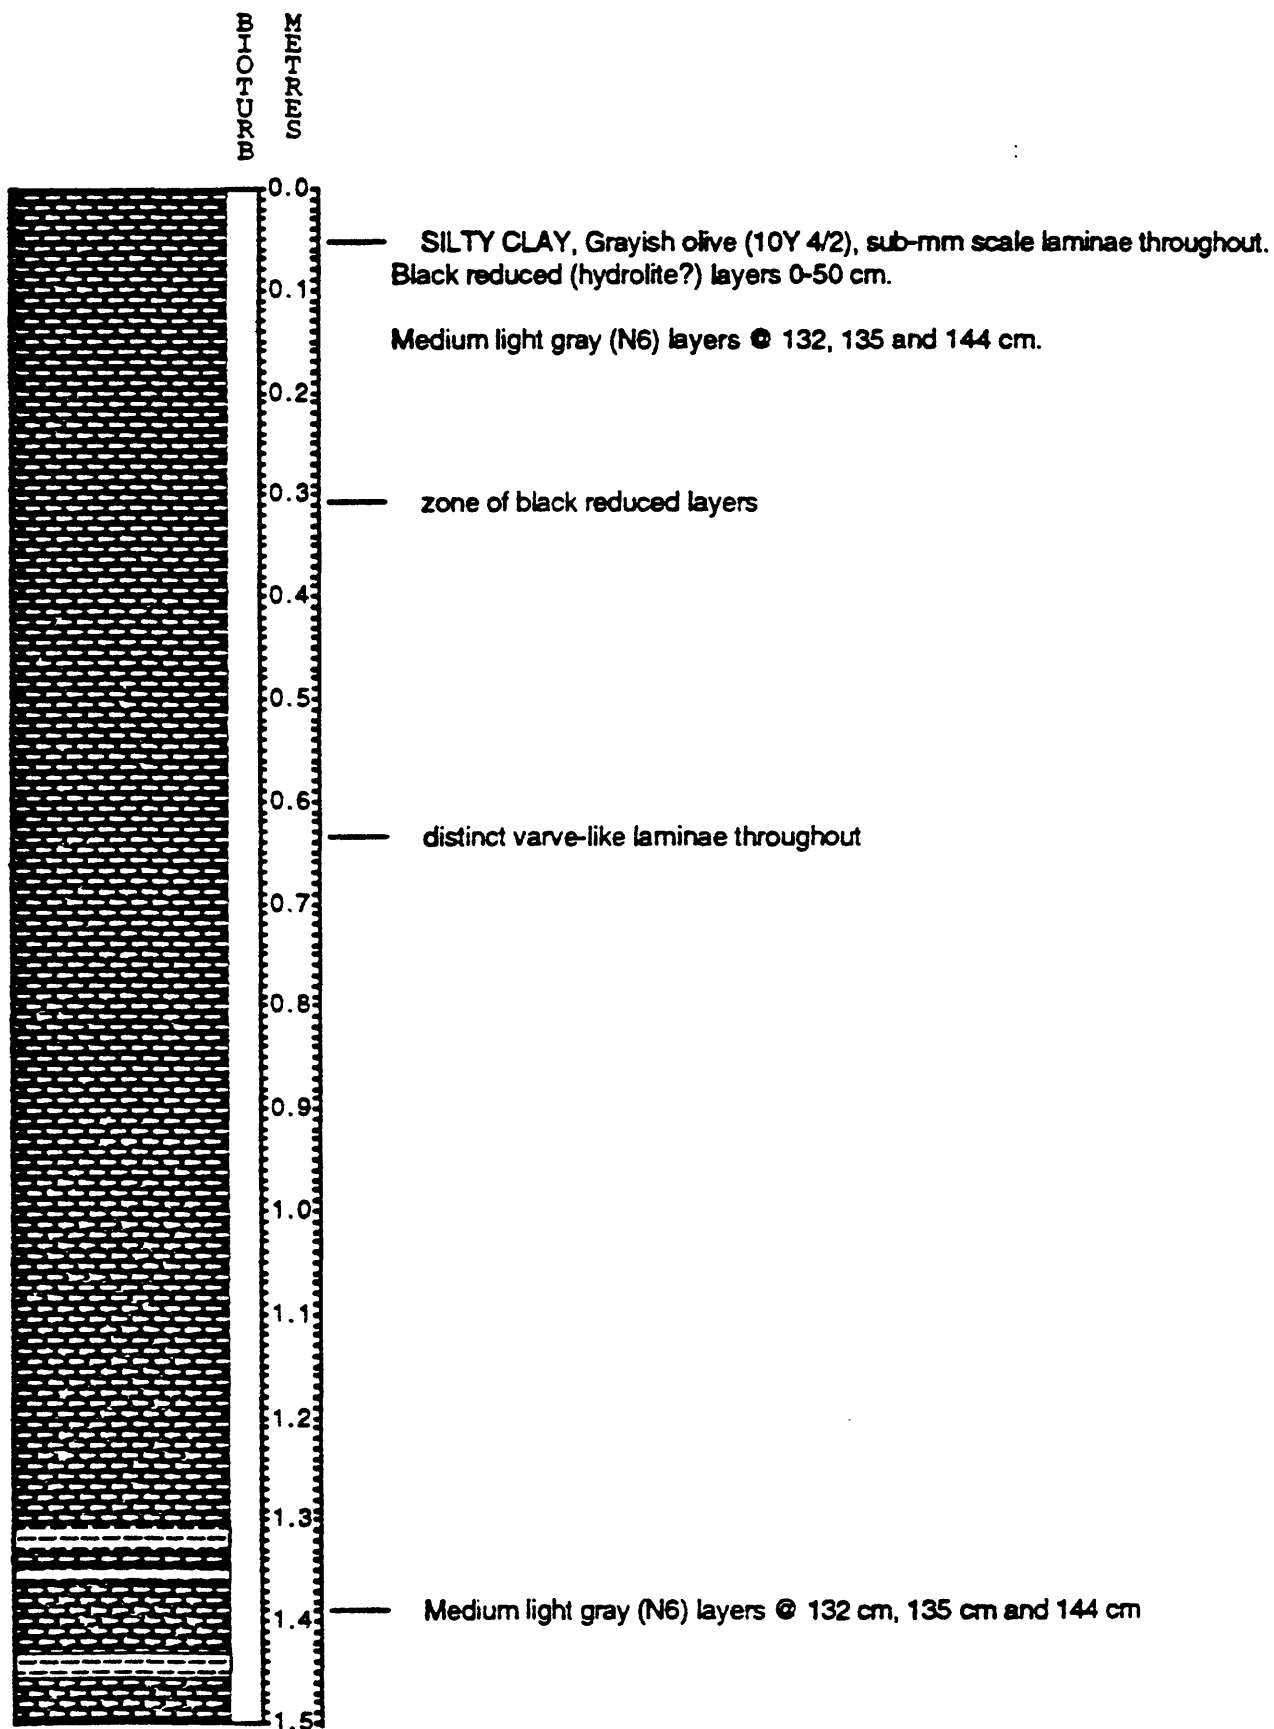 BIOTURB
METRES
0.0
SILTY CLAY, Grayish olive (10Y 4/2), sub-mm scale laminae throughout.
Black reduced (hydrolite?) layers 0-50 cm.
0.1
Medium light gray (N6) layers @ 132, 135 and 144 cm.
0.2
0.3
zone of black reduced layers
0.4
0.5
0.6
distinct varve-like laminae throughout
0.7
0.8
0.9
1.0
1.1
1.2
1.3
1.4
Medium light gray (N6) layers @ 132 cm, 135 cm and 144 cm
1.5